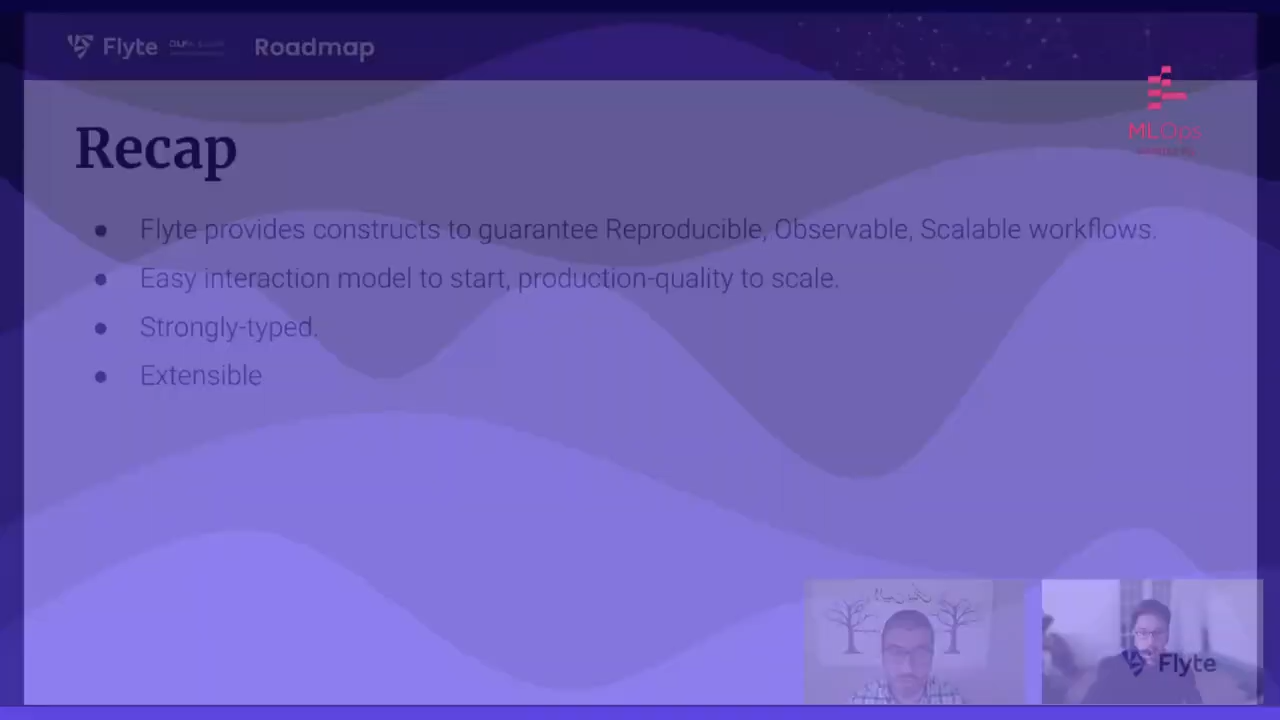 Flyte
Roadmap
MLOps
Recap
Flyte provides constructs to guarantee Reproducible, Observable, Scalable workflows.
Easy interaction model to start, production-quality to scale.
Strongly-typed.
Extensible
Flyte